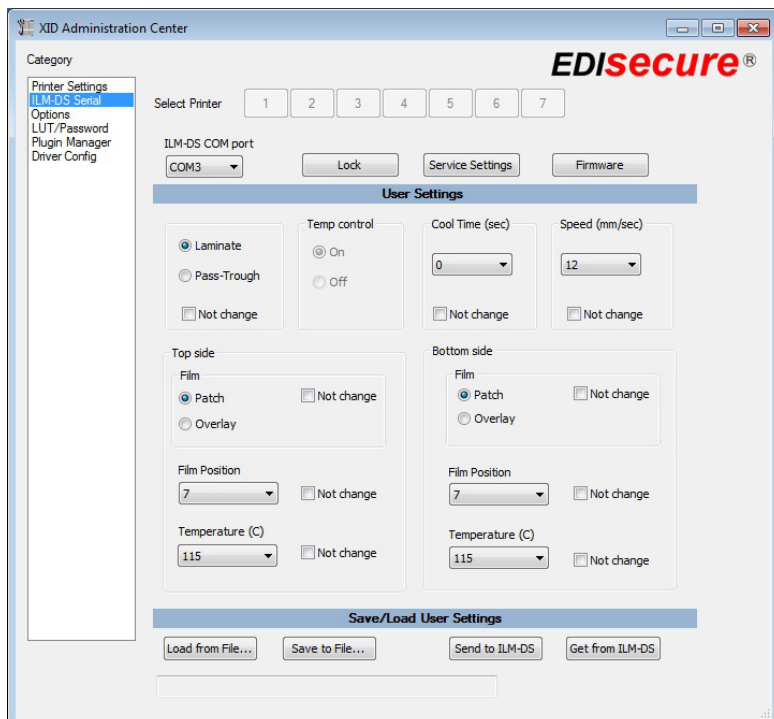 XID Administration Center
Category
EDIsecure®
Printer Settings
ILM-DS Serial
Options
LUT/Password
Plugin Manager
Driver Config
Select Printer 1 2 3 4 5 6 7
ILM-DS COM port
COM3 Lock Service Settings Firmware
User Settings
Temp control Cool Time (sec) Speed (mm/sec)
Laminate On
0 12
Pass-Trough Off
Not change Not change Not change
Top side Bottom side
Film Film
Patch Not change Patch Not change
Overlay Overlay
Film Position Film Position
7 Not change 7 Not change
Temperature (C) Temperature (C)
115 Not change 115 Not change
Save/Load User Settings
Load from File... Save to File... Send to ILM-DS Get from ILM-DS